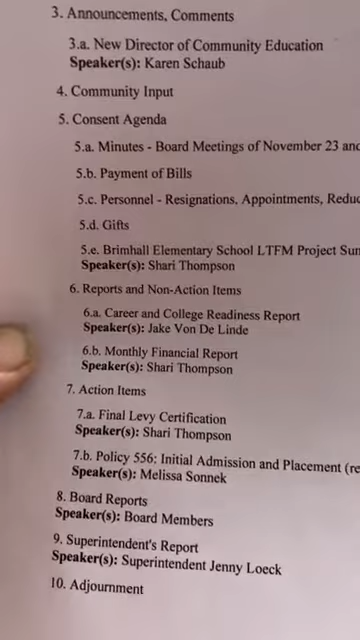 3. Announcements, Comments
3.a. New Director of Community Education
Speaker(s): Karen Schaub
4. Community Input
5. Consent Agenda
5.a. Minutes - Board Meetings of November 23 and
5.b. Payment of Bills
5.c. Personnel - Resignations, Appointments,
5.d. Gifts
5.e. Brimhall Elementary School LTFM Project
Speaker(s): Shari Thompson
6. Reports and Non-Action Items
6.a. Career and College Readiness Report
Speaker(s): Jake Von De Linde
6.b. Monthly Financial Report
Speaker(s): Shari Thompson
7. Action Items
7.a. Final Levy Certification
Speaker(s): Shari Thompson
7.b. Policy 556: Initial Admission and Placement (re
Speaker(s): Melissa Sonnek
8. Board Reports
Speaker(s): Board Members
9. Superintendent's Report
Speaker(s): Superintendent Jenny Loeck
10. Adjournment